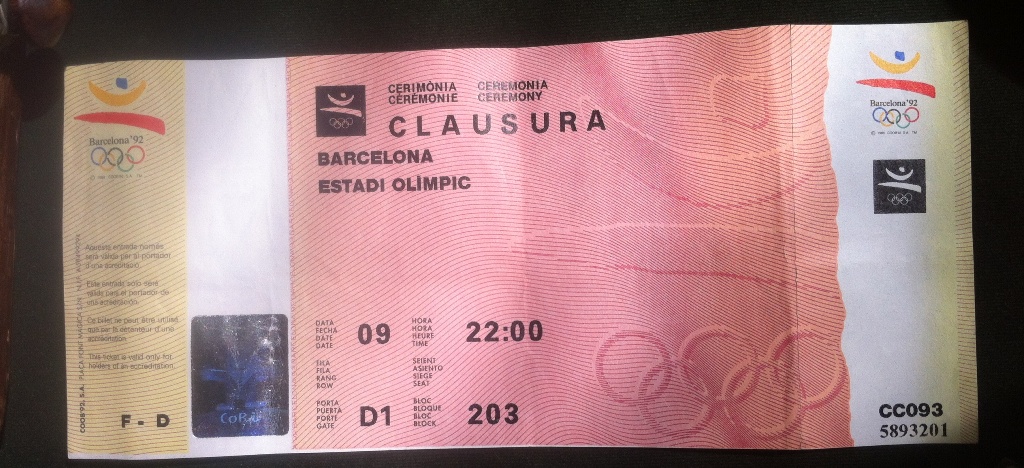 Barcelona'92
Aquesta entrada només
serà vàlida per al portador
d'una acreditació.
Esta entrada solo será
válida para el portador de
una acreditación.
Ce billet ne peut être utilisé
que par le détenteur d'une
accréditation.
This ticket is valid only for
holders of an accreditation.
COOB'92, S.A.
F - D
CoBi
CERIMÒNIA CEREMONIA
CÉRÉMONIE CEREMONY
CLAUSURA
BARCELONA
ESTADI OLÍMPIC
DATA
FECHA
DATE
DATE
09
HORA
HORA
HEURE
TIME
22:00
FILA
FILA
RANG
ROW
SEIENT
ASIENTO
SIEGE
SEAT
PORTA
PUERTA
PORTE
GATE
D1
BLOC
BLOQUE
BLOC
BLOCK
203
Barcelona'92
CC093
5893201